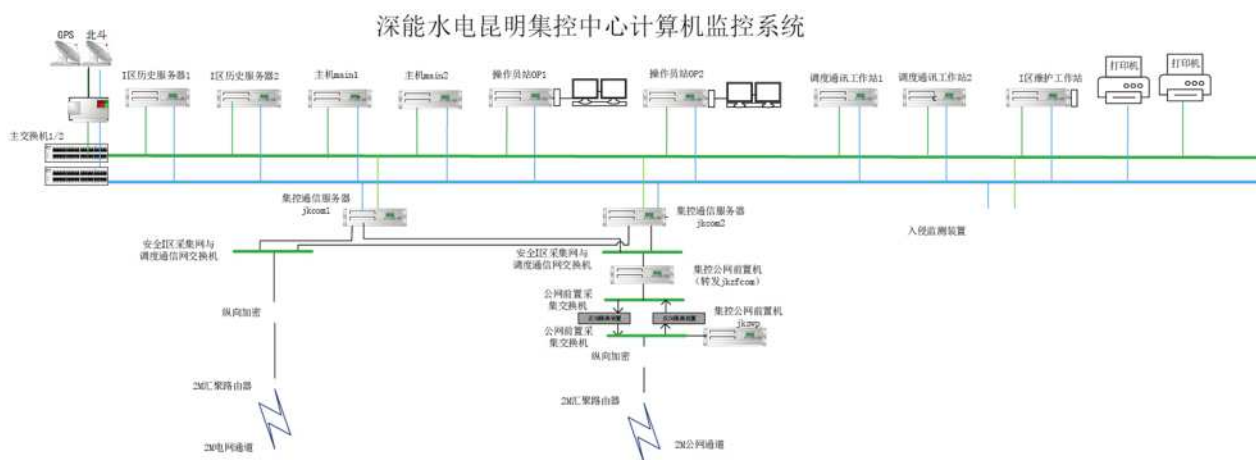 深能水电昆明集控中心计算机监控系统
GPS 北斗
I区历史服务器1
I区历史服务器2
主机main1
主机main2
操作员站OP1
操作员站OP2
调度通讯工作站1
调度通讯工作站2
I区维护工作站
打印机
打印机
主交换机1/2
集控通信服务器
jkcom1
集控通信服务器
jkcom2
入侵监测装置
安全I区采集网与
调度通信网交换机
安全I区采集网与
调度通信网交换机
集控公网前置机
(转发jkzfcom)
纵向加密
公网前置采
集交换机
集控公网前置机
公网前置采
集交换机
纵向加密
2M汇聚路由器
2M汇聚路由器
2M电网通道
2M公网通道